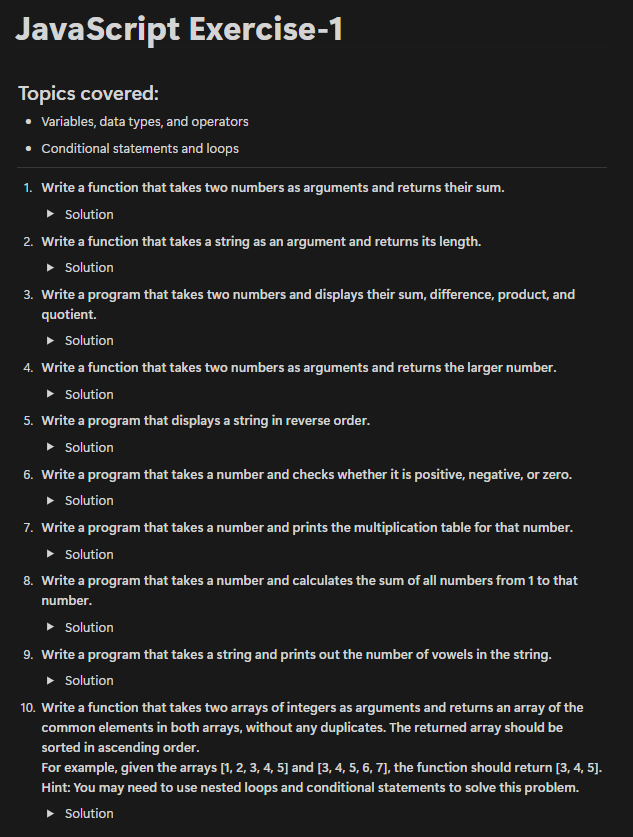 JavaScript Exercise-1
Topics covered:
• Variables, data types, and operators
• Conditional statements and loops
1. Write a function that takes two numbers as arguments and returns their sum.
▶ Solution
2. Write a function that takes a string as an argument and returns its length.
▶ Solution
3. Write a program that takes two numbers and displays their sum, difference, product, and
quotient.
▶ Solution
4. Write a function that takes two numbers as arguments and returns the larger number.
▶ Solution
5. Write a program that displays a string in reverse order.
▶ Solution
6. Write a program that takes a number and checks whether it is positive, negative, or zero.
▶ Solution
7. Write a program that takes a number and prints the multiplication table for that number.
▶ Solution
8. Write a program that takes a number and calculates the sum of all numbers from 1 to that
number.
▶ Solution
9. Write a program that takes a string and prints out the number of vowels in the string.
▶ Solution
10. Write a function that takes two arrays of integers as arguments and returns an array of the
common elements in both arrays, without any duplicates. The returned array should be
sorted in ascending order.
For example, given the arrays [1, 2, 3, 4, 5] and [3, 4, 5, 6, 7], the function should return [3, 4, 5].
Hint: You may need to use nested loops and conditional statements to solve this problem.
▶ Solution